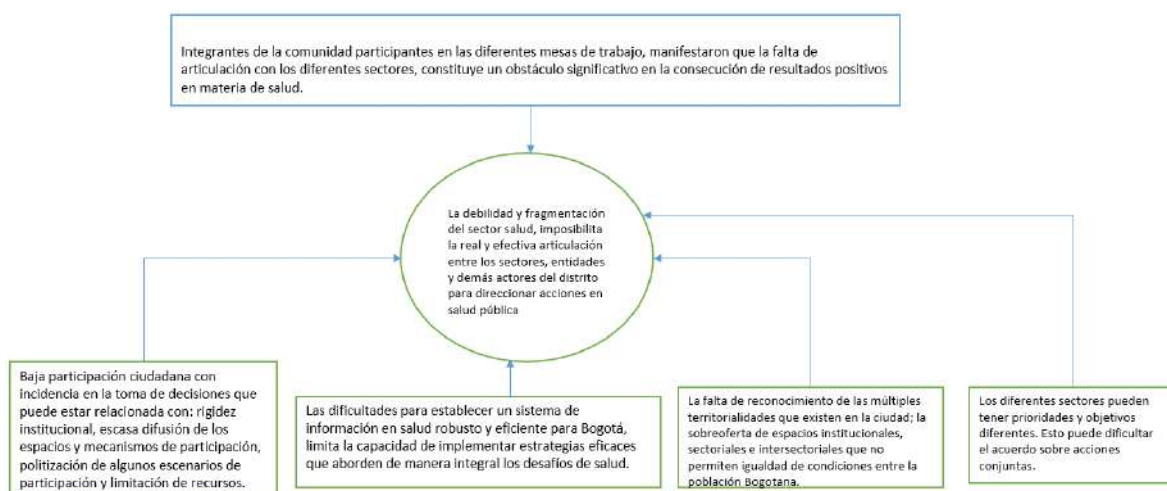 Integrantes de la comunidad participantes en las diferentes mesas de trabajo, manifestaron que la falta de
articulación con los diferentes sectores, constituye un obstáculo significativo en la consecución de resultados positivos
en materia de salud.
La debilidad y fragmentación
del sector salud, imposibilita
la real y efectiva articulación
entre los sectores, entidades
y demás actores del distrito
para direccionar acciones en
salud pública
Baja participación ciudadana con
incidencia en la toma de decisiones que
puede estar relacionada con: rigidez
institucional, escasa difusión de los
espacios y mecanismos de participación,
politización de algunos escenarios de
participación y limitación de recursos.
Las dificultades para establecer un sistema de
información en salud robusto y eficiente para Bogotá,
limita la capacidad de implementar estrategias eficaces
que aborden de manera integral los desafíos de salud.
La falta de reconocimiento de las múltiples
territorialidades que existen en la ciudad; la
sobreoferta de espacios institucionales,
sectoriales e intersectoriales que no
permiten igualdad de condiciones entre la
población Bogotana.
Los diferentes sectores pueden
tener prioridades y objetivos
diferentes. Esto puede dificultar
el acuerdo sobre acciones
conjuntas.